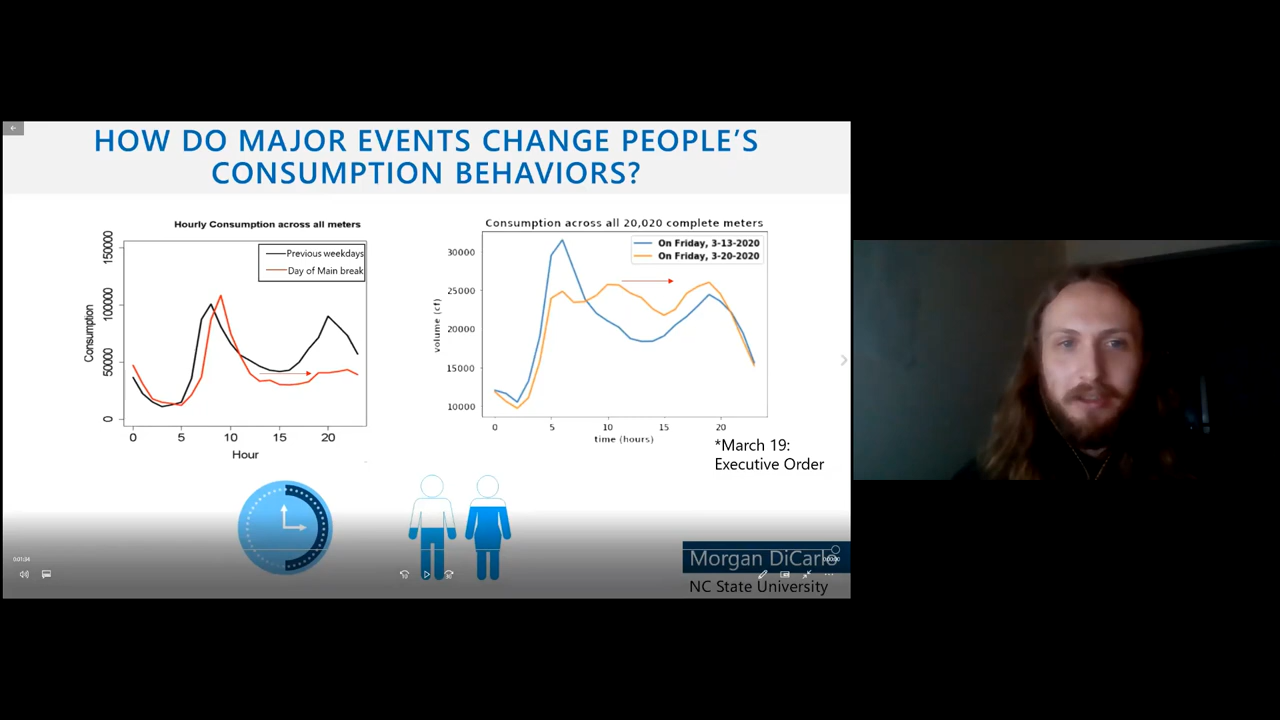 HOW DO MAJOR EVENTS CHANGE PEOPLE'S
CONSUMPTION BEHAVIORS?
Hourly Consumption across all meters
Previous weekdays
Day of Main break
Consumption
150000
100000
50000
0
0 5 10 15 20
Hour
Consumption across all 20,020 complete meters
On Friday, 3-13-2020
On Friday, 3-20-2020
volume (cf)
30000
25000
20000
15000
10000
0 5 10 15 20
time (hours)
*March 19:
Executive Order
0:01:04
Morgan DiCarlo
NC State University